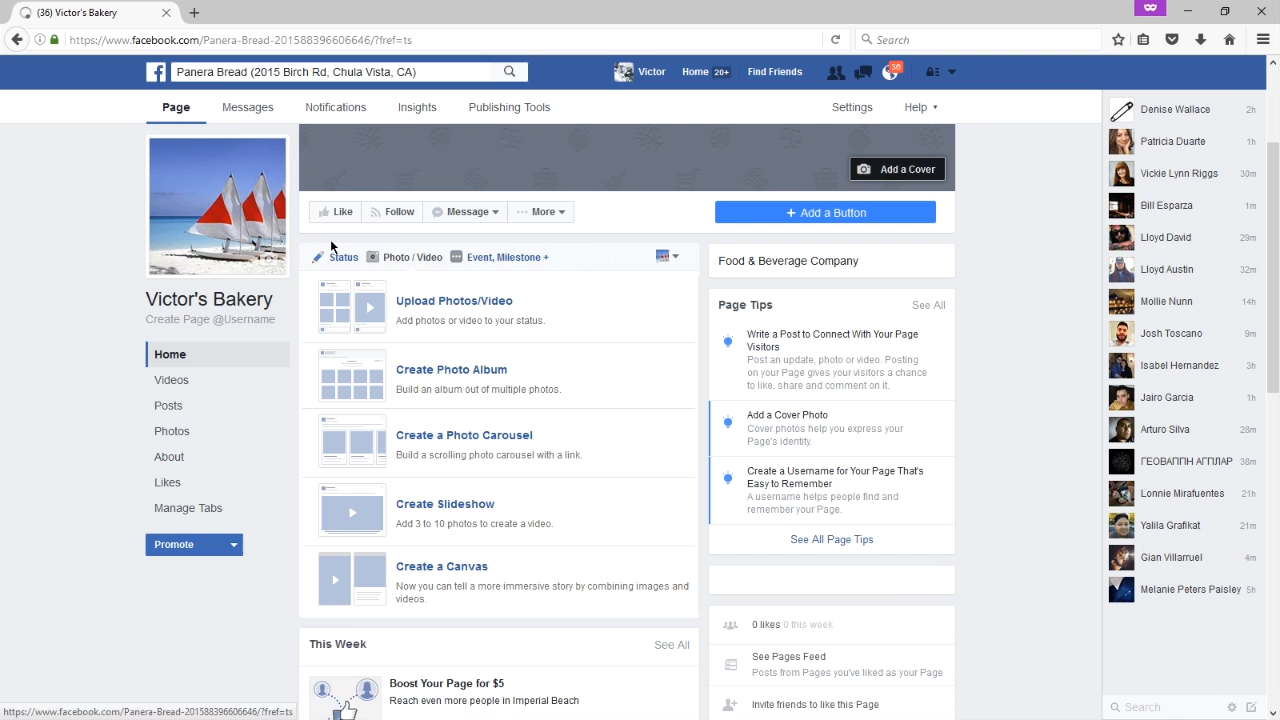 (36) Victor's Bakery
https://www.facebook.com/Panera-Bread-201588396606646/?fref=ts
Search
Panera Bread (2015 Birch Rd, Chula Vista, CA)
Victor
Home 20+
Find Friends
36
Page
Messages
Notifications
Insights
Publishing Tools
Settings
Help
Add a Cover
Like
Follow
Message
More
+ Add a Button
Victor's Bakery
Create Page @Username
Home
Videos
Posts
Photos
About
Likes
Manage Tabs
Promote
Status
Photo / Video
Event, Milestone +
Upload Photos/Video
Add photos or video to your status.
Create Photo Album
Build an album out of multiple photos.
Create a Photo Carousel
Build a scrolling photo carousel with a link.
Create Slideshow
Add 3 to 10 photos to create a video.
Create a Canvas
Now you can tell a more immersive story by combining images and
videos.
This Week
See All
Boost Your Page for $5
Reach even more people in Imperial Beach
Food & Beverage Company
Page Tips
See All
Write a Post to Connect With Your Page
Visitors
Post an update, photo or video. Posting
on your Page gives your visitors a chance
to like, share and comment on it.
Add a Cover Photo
Cover photos help you express your
Page's identity.
Create a Username for Your Page That's
Easy to Remember
A username helps people find and
remember your Page.
See All Page Tips
0 likes 0 this week
See Pages Feed
Posts from Pages you've liked as your Page
Invite friends to like this Page
Denise Wallace 2h
Patricia Duarte 1h
Vickie Lynn Riggs 30m
Bill Esparza 1m
Lloyd David 29m
Lloyd Austin 32m
Mollie Nunn 14h
Josh Toscano 9m
Isabel Hernandez 3h
Jairo Garcia 1h
Arturo Silva 28m
ΓΕΟΒΑΠΠΗ ΑΓΠΛΑΡ 38m
Lonnie Mirafuentes 21h
Yalila Grafikat 21m
Gian Villarruel 4m
Melanie Peters Paisley 5h
Search
https://www.facebook.com/Panera-Bread-201588396606646/?fref=ts